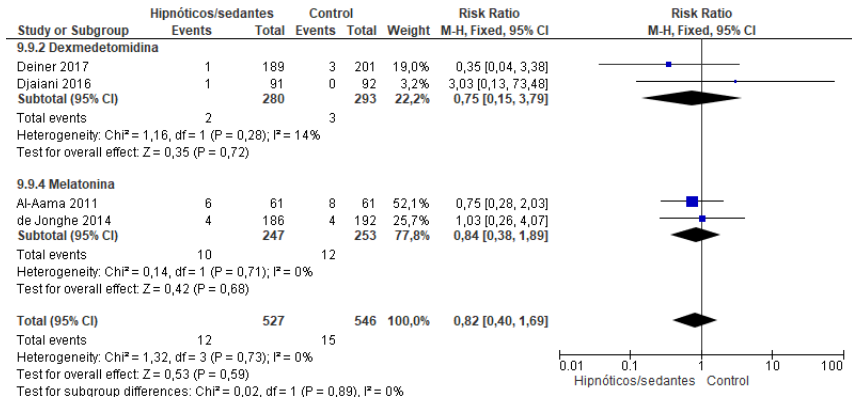 Hipnóticos/sedantes Control Risk Ratio Risk Ratio
Study or Subgroup Events Total Events Total Weight M-H, Fixed, 95% CI M-H, Fixed, 95% CI
9.9.2 Dexmedetomidina
Deiner 2017 1 189 3 201 19,0% 0,35 [0,04, 3,38]
Djaiani 2016 1 91 0 92 3,2% 3,03 [0,13, 73,48]
Subtotal (95% CI) 280 293 22,2% 0,75 [0,15, 3,79]
Total events 2 3
Heterogeneity: Chi² = 1,16, df = 1 (P = 0,28); I² = 14%
Test for overall effect: Z = 0,35 (P = 0,72)
9.9.4 Melatonina
Al-Aama 2011 6 61 8 61 52,1% 0,75 [0,28, 2,03]
de Jonghe 2014 4 186 4 192 25,7% 1,03 [0,26, 4,07]
Subtotal (95% CI) 247 253 77,8% 0,84 [0,38, 1,89]
Total events 10 12
Heterogeneity: Chi² = 0,14, df = 1 (P = 0,71); I² = 0%
Test for overall effect: Z = 0,42 (P = 0,68)
Total (95% CI) 527 546 100,0% 0,82 [0,40, 1,69]
Total events 12 15
Heterogeneity: Chi² = 1,32, df = 3 (P = 0,73); I² = 0%
Test for overall effect: Z = 0,53 (P = 0,59)
Test for subgroup differences: Chi² = 0,02, df = 1 (P = 0,89), I² = 0%
0.01 0.1 1 10 100
Hipnóticos/sedantes Control